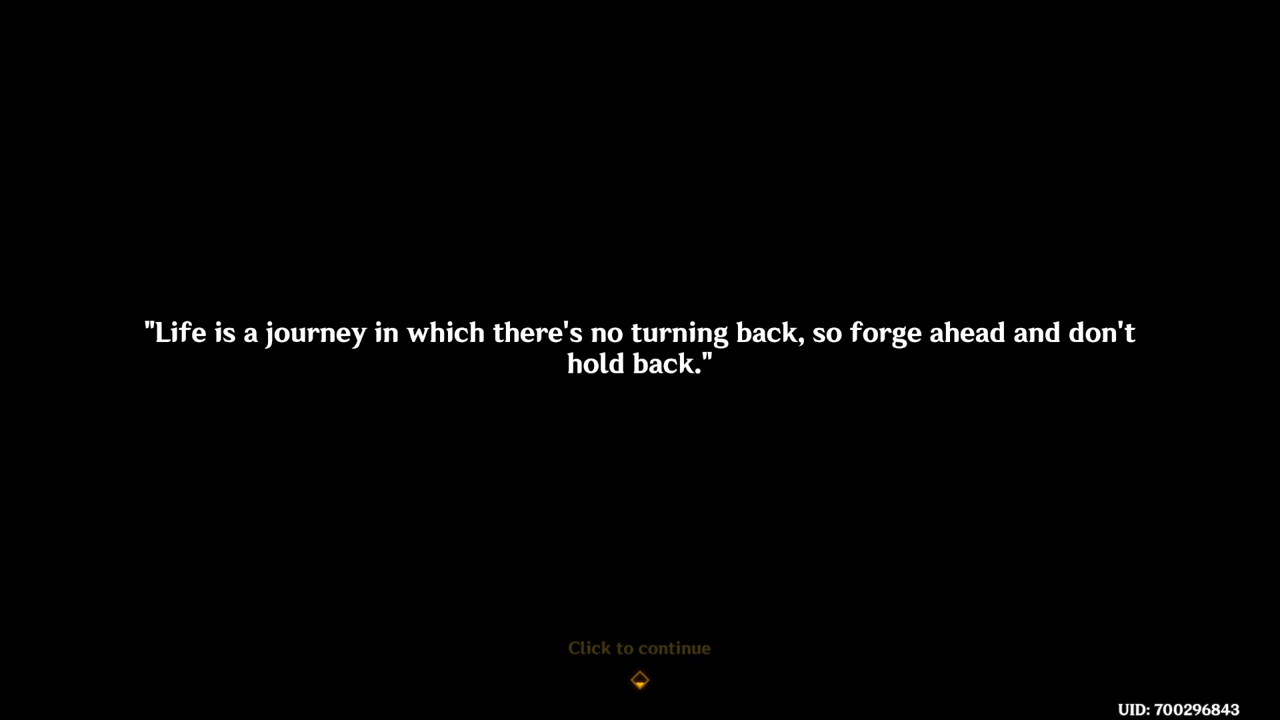 "Life is a journey in which there's no turning back, so forge ahead and don't
hold back."
Click to continue
UID: 700296843